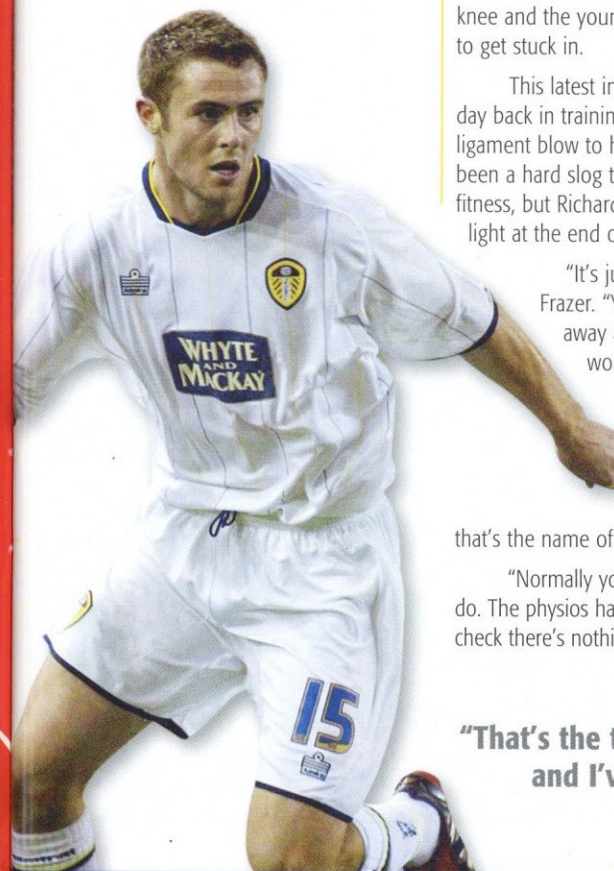 knee and the your
to get stuck in.
This latest in
day back in training
ligament blow to h
been a hard slog t
fitness, but Richard
light at the end o
"It's ju
Frazer. "Y
away a
wo
that's the name of
"Normally yo
do. The physios ha
check there's nothi
"That's the t
and I'v
WHYTE
AND
MACKAY
15